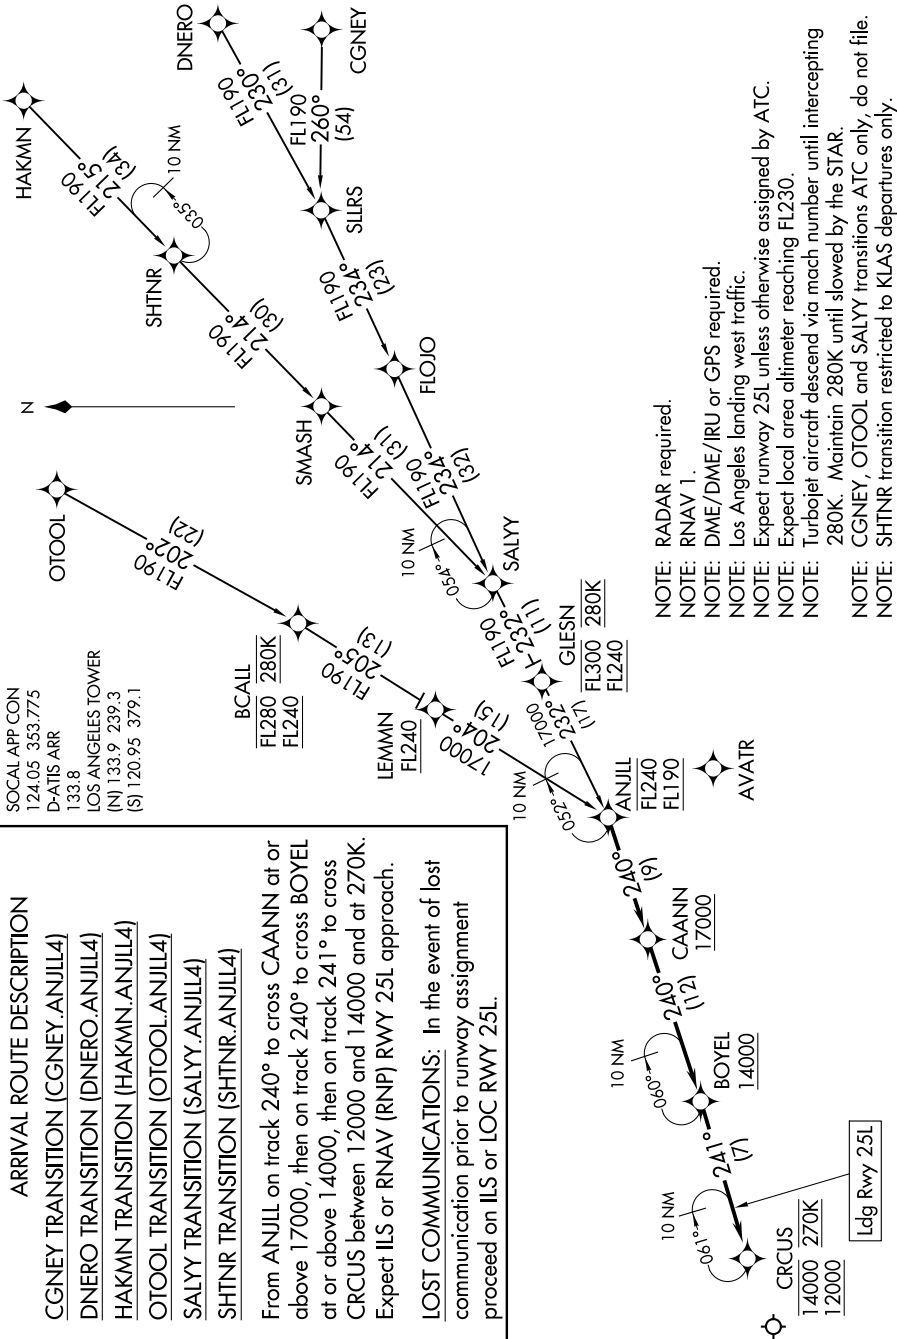 ARRIVAL ROUTE DESCRIPTION
CGNEY TRANSITION (CGNEY.ANJLL4)
DNERO TRANSITION (DNERO.ANJLL4)
HAKMN TRANSITION (HAKMN.ANJLL4)
OTOOL TRANSITION (OTOOL.ANJLL4)
SALYY TRANSITION (SALYY.ANJLL4)
SHTNR TRANSITION (SHTNR.ANJLL4)
From ANJLL on track 240° to cross CAANN at or
above 17000, then on track 240° to cross BOYEL
at or above 14000, then on track 241° to cross
CRCUS between 12000 and 14000 and at 270K.
Expect ILS or RNAV (RNP) RWY 25L approach.
LOST COMMUNICATIONS: In the event of lost
communication prior to runway assignment
proceed on ILS or LOC RWY 25L.
SOCAL APP CON
124.05 353.775
D-ATIS ARR
133.8
LOS ANGELES TOWER
(N) 133.9 239.3
(S) 120.95 379.1
N
HAKMN
FL190
215°
(34)
10 NM
035°
SHTNR
FL190
214°
(30)
SMASH
FL190
214°
(31)
DNERO
FL190
230°
(31)
CGNEY
FL190
260°
(54)
SLLRS
FL190
234°
(23)
FLOJO
FL190
234°
(32)
10 NM
054°
SALYY
FL190
232°
(11)
GLESN
FL300 280K
FL240
17000
232°
(17)
OTOOL
FL190
202°
(22)
BCALL
FL280 280K
FL240
FL190
205°
(13)
LEMMN
FL240
17000
204°
(15)
10 NM
052°
ANJLL
FL240
FL190
AVATR
240°
(9)
CAANN
17000
240°
(12)
10 NM
060°
BOYEL
14000
241°
(7)
10 NM
061°
CRCUS
14000 270K
12000
Ldg Rwy 25L
NOTE: RADAR required.
NOTE: RNAV 1.
NOTE: DME/DME/IRU or GPS required.
NOTE: Los Angeles landing west traffic.
NOTE: Expect runway 25L unless otherwise assigned by ATC.
NOTE: Expect local area altimeter reaching FL230.
NOTE: Turbojet aircraft descend via mach number until intercepting
280K. Maintain 280K until slowed by the STAR.
NOTE: CGNEY, OTOOL and SALYY transitions ATC only, do not file.
NOTE: SHTNR transition restricted to KLAS departures only.